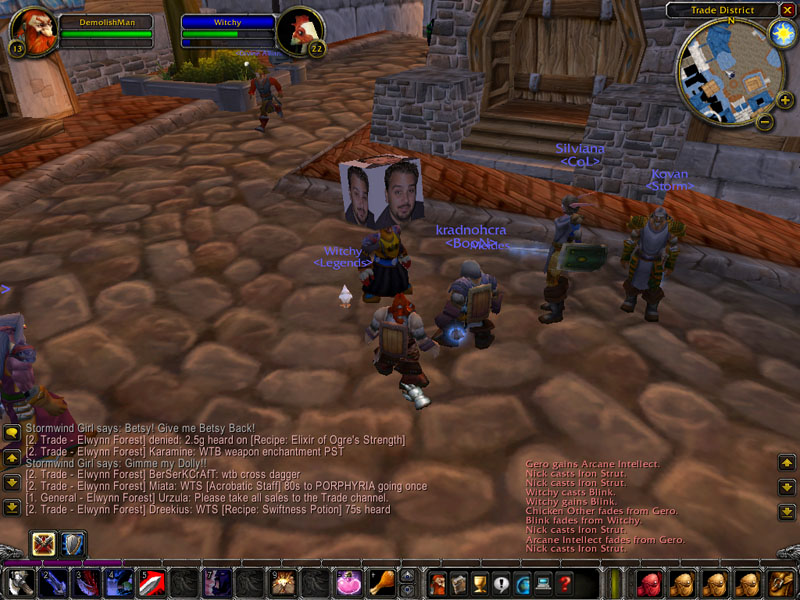 DemolishMan
13
Witchy
22
Trade District
N
Silviana
<CoL>
Kovan
<Storm>
kradnohcra
<BooN>
Meides
Witchy
<Legends>
>
Stormwind Girl says: Betsy! Give me Betsy Back!
[2. Trade - Elwynn Forest] denied: 2.5g heard on [Recipe: Elixir of Ogre's Strength]
[2. Trade - Elwynn Forest] Karamine: WTB weapon enchantment PST
Stormwind Girl says: Gimme my Dolly!!
[2. Trade - Elwynn Forest] BerSerKCrAfT: wtb cross dagger
[2. Trade - Elwynn Forest] Miata: WTS [Acrobatic Staff] 80s to PORPHYRIA going once
[1. General - Elwynn Forest] Urzula: Please take all sales to the Trade channel.
[2. Trade - Elwynn Forest] Dreekius: WTS [Recipe: Swiftness Potion] 75s heard
Gero gains Arcane Intellect.
Nick casts Iron Strut.
Nick casts Iron Strut.
Witchy casts Blink.
Witchy gains Blink.
Chicken Other fades from Gero.
Blink fades from Witchy.
Nick casts Iron Strut.
Arcane Intellect fades from Gero.
Nick casts Iron Strut.